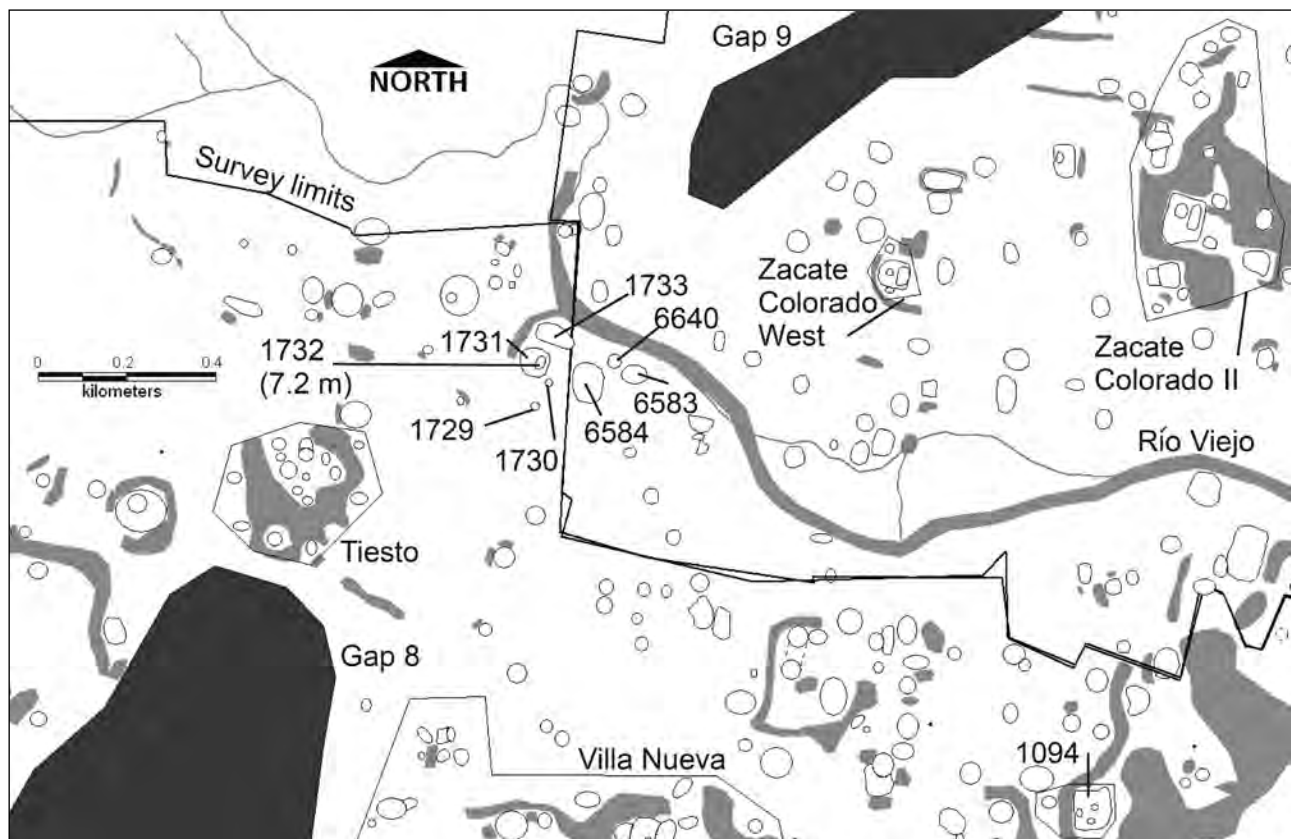 Gap 9
NORTH
Survey limits
1733
6640
Zacate
Colorado
West
Zacate
Colorado II
0 0.2 0.4
kilometers
1732
(7.2 m)
1731
1729
1730
6584
6583
Río Viejo
Tiesto
Gap 8
Villa Nueva
1094